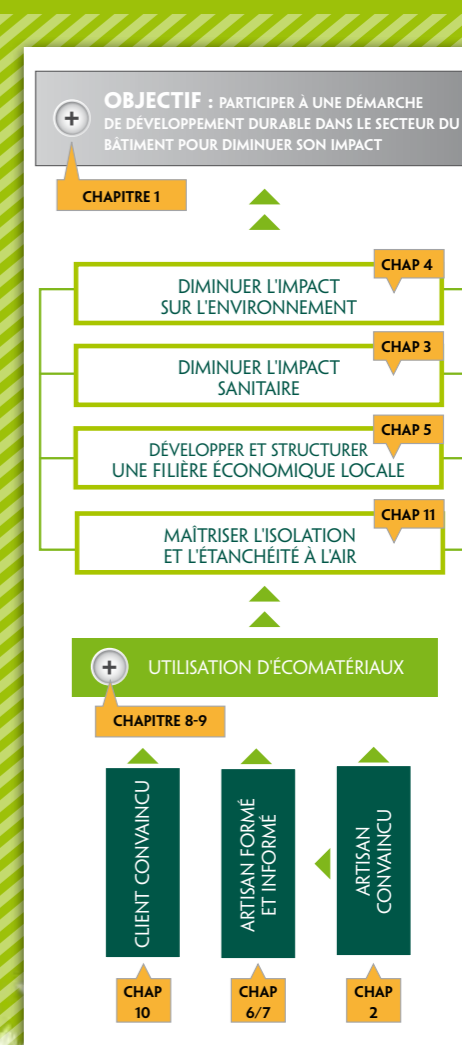 OBJECTIF : PARTICIPER À UNE DÉMARCHE
DE DÉVELOPPEMENT DURABLE DANS LE SECTEUR DU
BÂTIMENT POUR DIMINUER SON IMPACT
CHAPITRE 1
CHAP 4
DIMINUER L'IMPACT
SUR L'ENVIRONNEMENT
CHAP 3
DIMINUER L'IMPACT
SANITAIRE
CHAP 5
DÉVELOPPER ET STRUCTURER
UNE FILIÈRE ÉCONOMIQUE LOCALE
CHAP 11
MAÎTRISER L'ISOLATION
ET L'ÉTANCHÉITÉ À L'AIR
UTILISATION D'ÉCOMATÉRIAUX
CHAPITRE 8-9
CLIENT CONVAINCU
ARTISAN FORMÉ
ET INFORMÉ
ARTISAN
CONVAINCU
CHAP
10
CHAP
6/7
CHAP
2